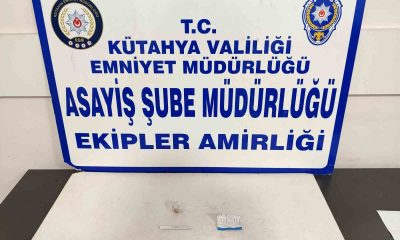 T.C.
KÜTAHYA VALİLİĞİ
EMNİYET MÜDÜRLÜĞÜ
ASAYİŞ ŞUBE MÜDÜRLÜĞÜ
EKİPLER AMİRLİĞİ